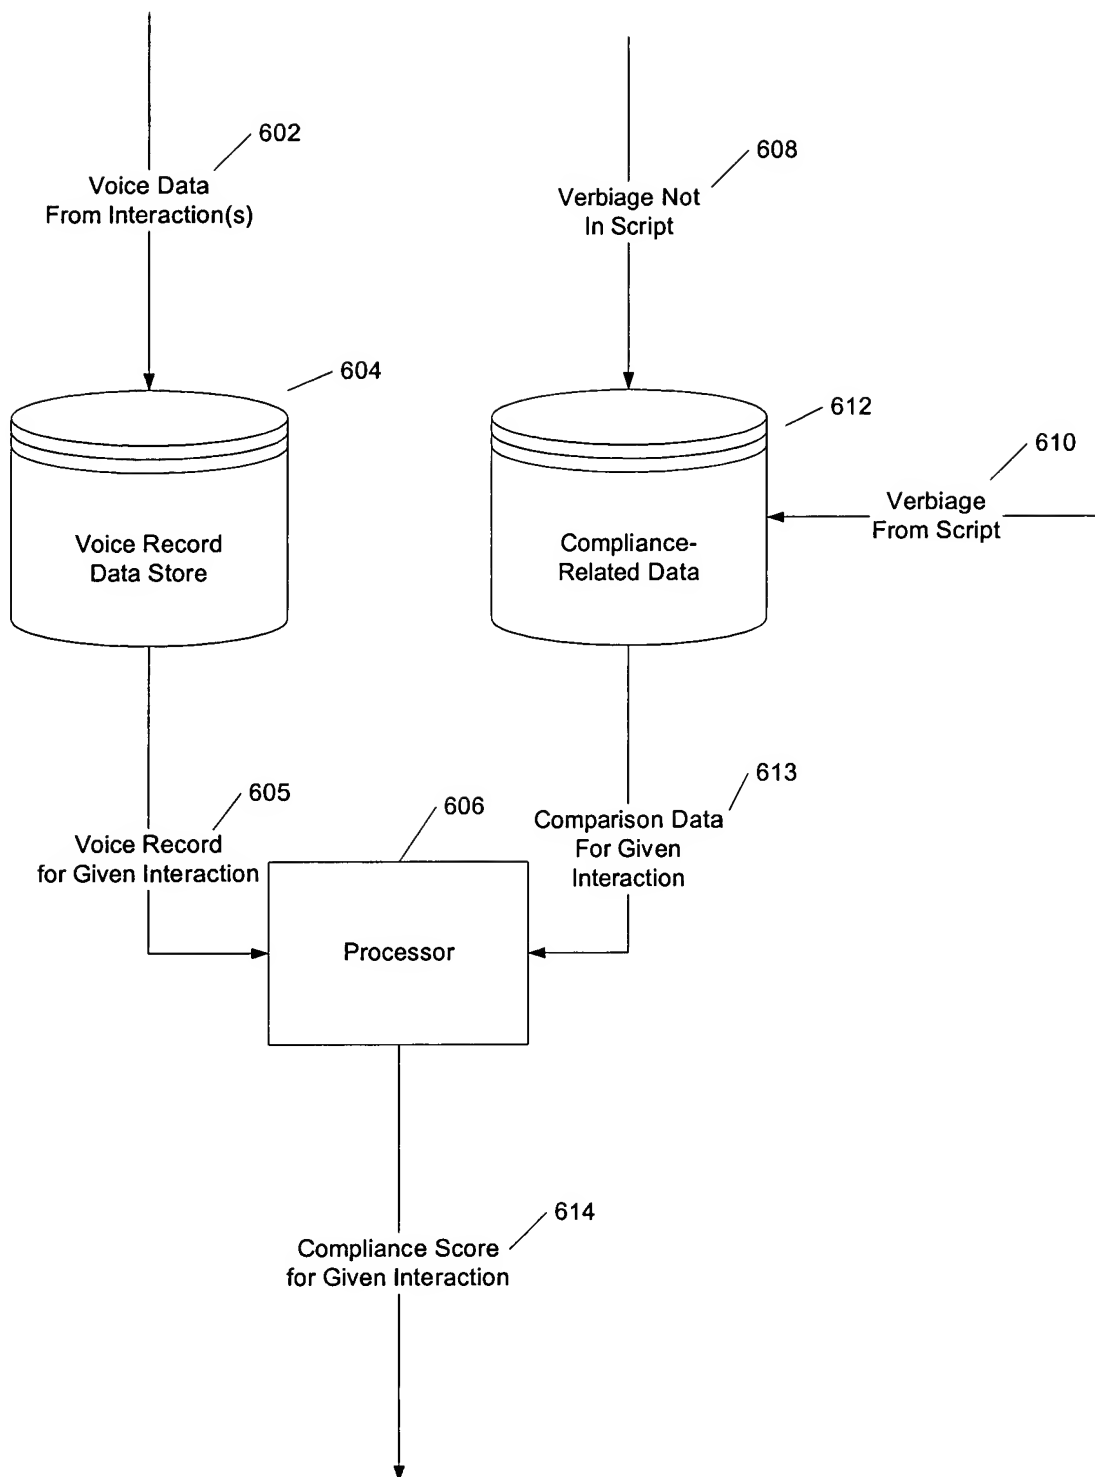 602
Voice Data
From Interaction(s)
608
Verbiage Not
In Script
604
612
610
Verbiage
From Script
Voice Record
Data Store
Compliance-
Related Data
605
Voice Record
for Given Interaction
606
613
Comparison Data
For Given
Interaction
Processor
614
Compliance Score
for Given Interaction